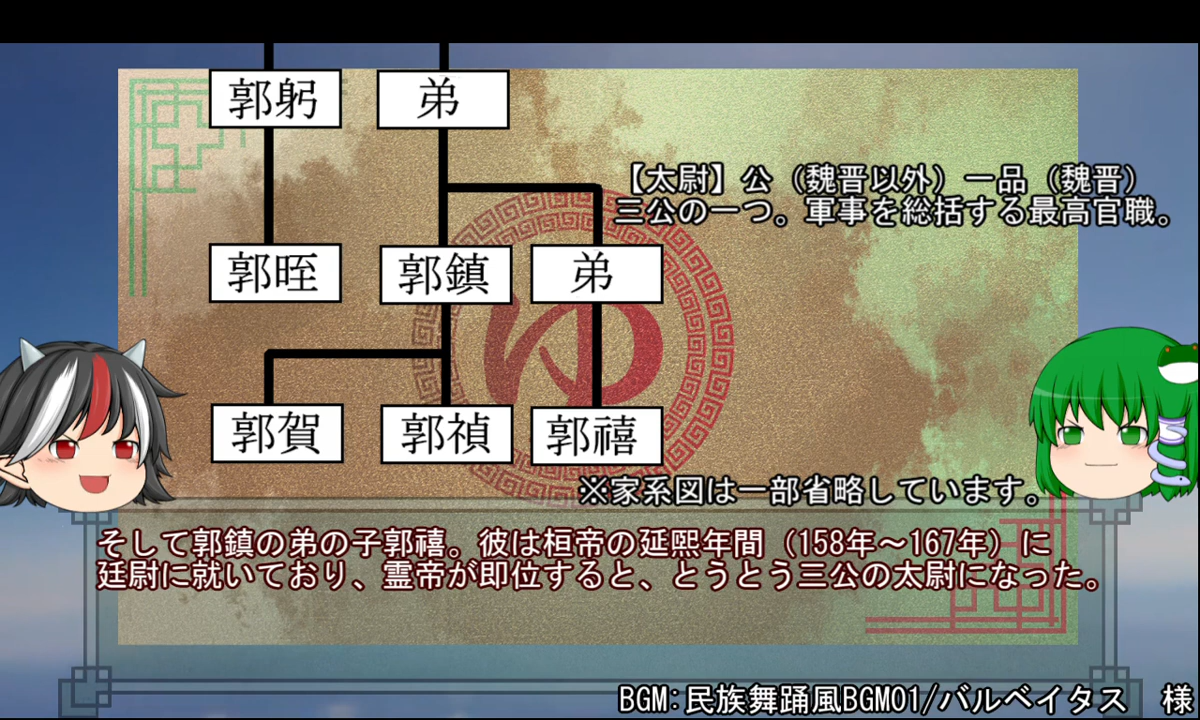 郭躬
弟
【太尉】公（魏晋以外）一品（魏晋）
三公の一つ。軍事を総括する最高官職。
郭晊
郭鎮
弟
ゆ
郭賀
郭禎
郭禧
※家系図は一部省略しています。
そして郭鎮の弟の子郭禧。彼は桓帝の延熙年間（158年～167年）に
廷尉に就いており、霊帝が即位すると、とうとう三公の太尉になった。
BGM:民族舞踊風BGM01/バルベイタス　様